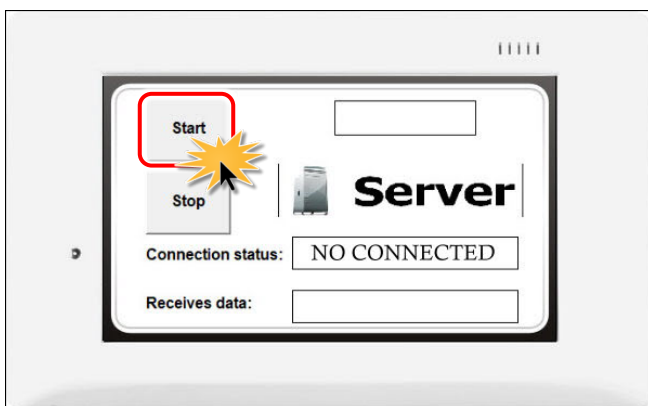 Start
Stop
Server
Connection status: NO CONNECTED
Receives data: